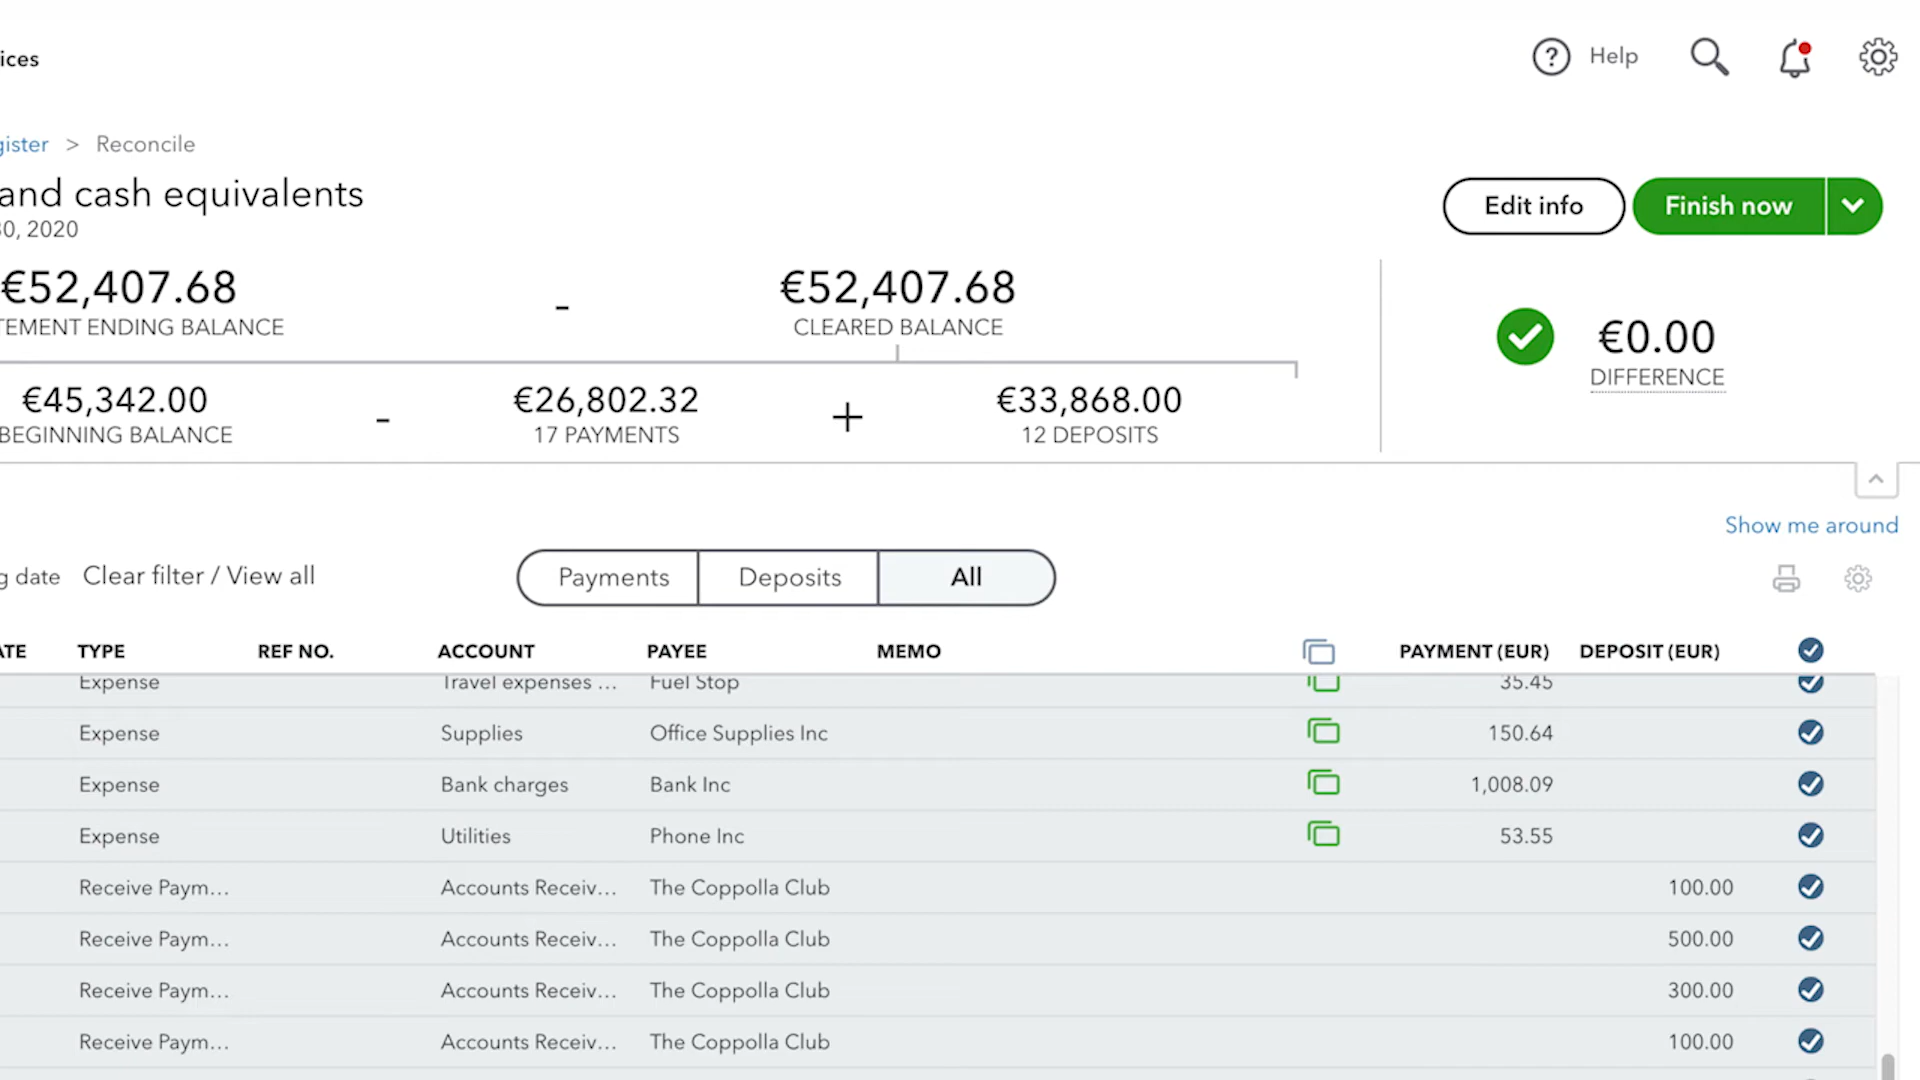 ices
? Help
gister > Reconcile
and cash equivalents
30, 2020
Edit info
Finish now
€52,407.68 - €52,407.68
TEMENT ENDING BALANCE CLEARED BALANCE
€0.00
DIFFERENCE
€45,342.00 - €26,802.32 + €33,868.00
BEGINNING BALANCE 17 PAYMENTS 12 DEPOSITS
Show me around
g date Clear filter / View all Payments Deposits All
ATE TYPE REF NO. ACCOUNT PAYEE MEMO PAYMENT (EUR) DEPOSIT (EUR)
Expense Travel expenses ... Fuel Stop 35.45
Expense Supplies Office Supplies Inc 150.64
Expense Bank charges Bank Inc 1,008.09
Expense Utilities Phone Inc 53.55
Receive Paym... Accounts Receiv... The Coppolla Club 100.00
Receive Paym... Accounts Receiv... The Coppolla Club 500.00
Receive Paym... Accounts Receiv... The Coppolla Club 300.00
Receive Paym... Accounts Receiv... The Coppolla Club 100.00